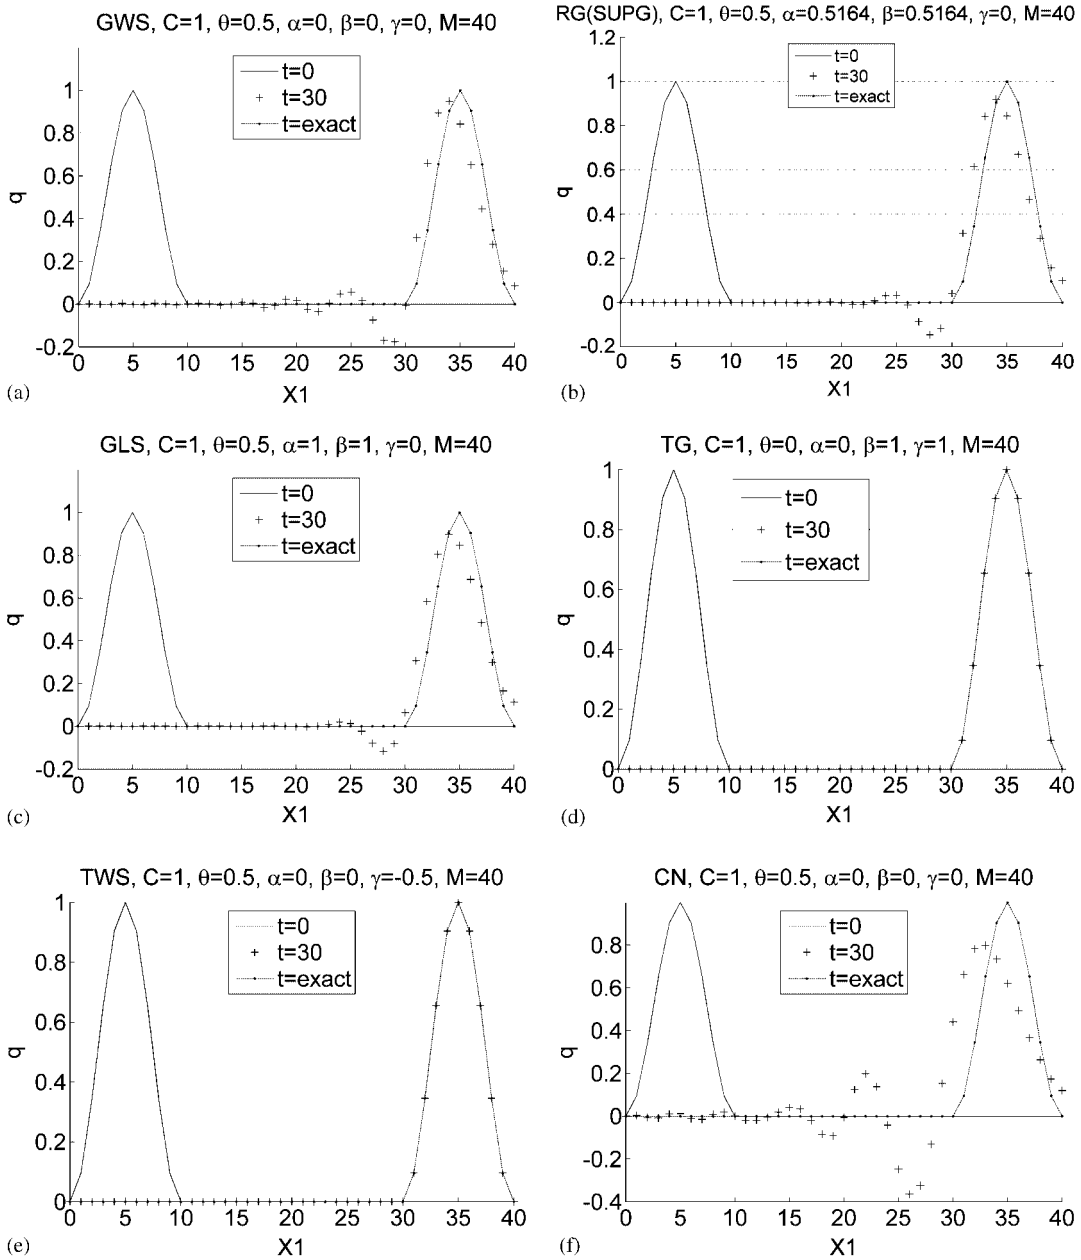 GWS, C=1, θ=0.5, α=0, β=0, γ=0, M=40
1
0.8
0.6
0.4
0.2
0
-0.2
q
t=0
t=30
t=exact
0 5 10 15 20 25 30 35 40
X1
(a)
RG(SUPG), C=1, θ=0.5, α=0.5164, β=0.5164, γ=0, M=40
1.2
1
0.8
0.6
0.4
0.2
0
-0.2
q
t=0
t=30
t=exact
0 5 10 15 20 25 30 35 40
X1
(b)
GLS, C=1, θ=0.5, α=1, β=1, γ=0, M=40
1
0.8
0.6
0.4
0.2
0
-0.2
q
t=0
t=30
t=exact
0 5 10 15 20 25 30 35 40
X1
(c)
TG, C=1, θ=0, α=0, β=1, γ=1, M=40
1
0.8
0.6
0.4
0.2
0
q
t=0
t=30
t=exact
0 5 10 15 20 25 30 35 40
X1
(d)
TWS, C=1, θ=0.5, α=0, β=0, γ=-0.5, M=40
1
0.8
0.6
0.4
0.2
0
q
t=0
t=30
t=exact
0 5 10 15 20 25 30 35 40
X1
(e)
CN, C=1, θ=0.5, α=0, β=0, γ=0, M=40
0.8
0.6
0.4
0.2
0
-0.2
-0.4
q
t=0
t=30
t=exact
0 5 10 15 20 25 30 35 40
X1
(f)